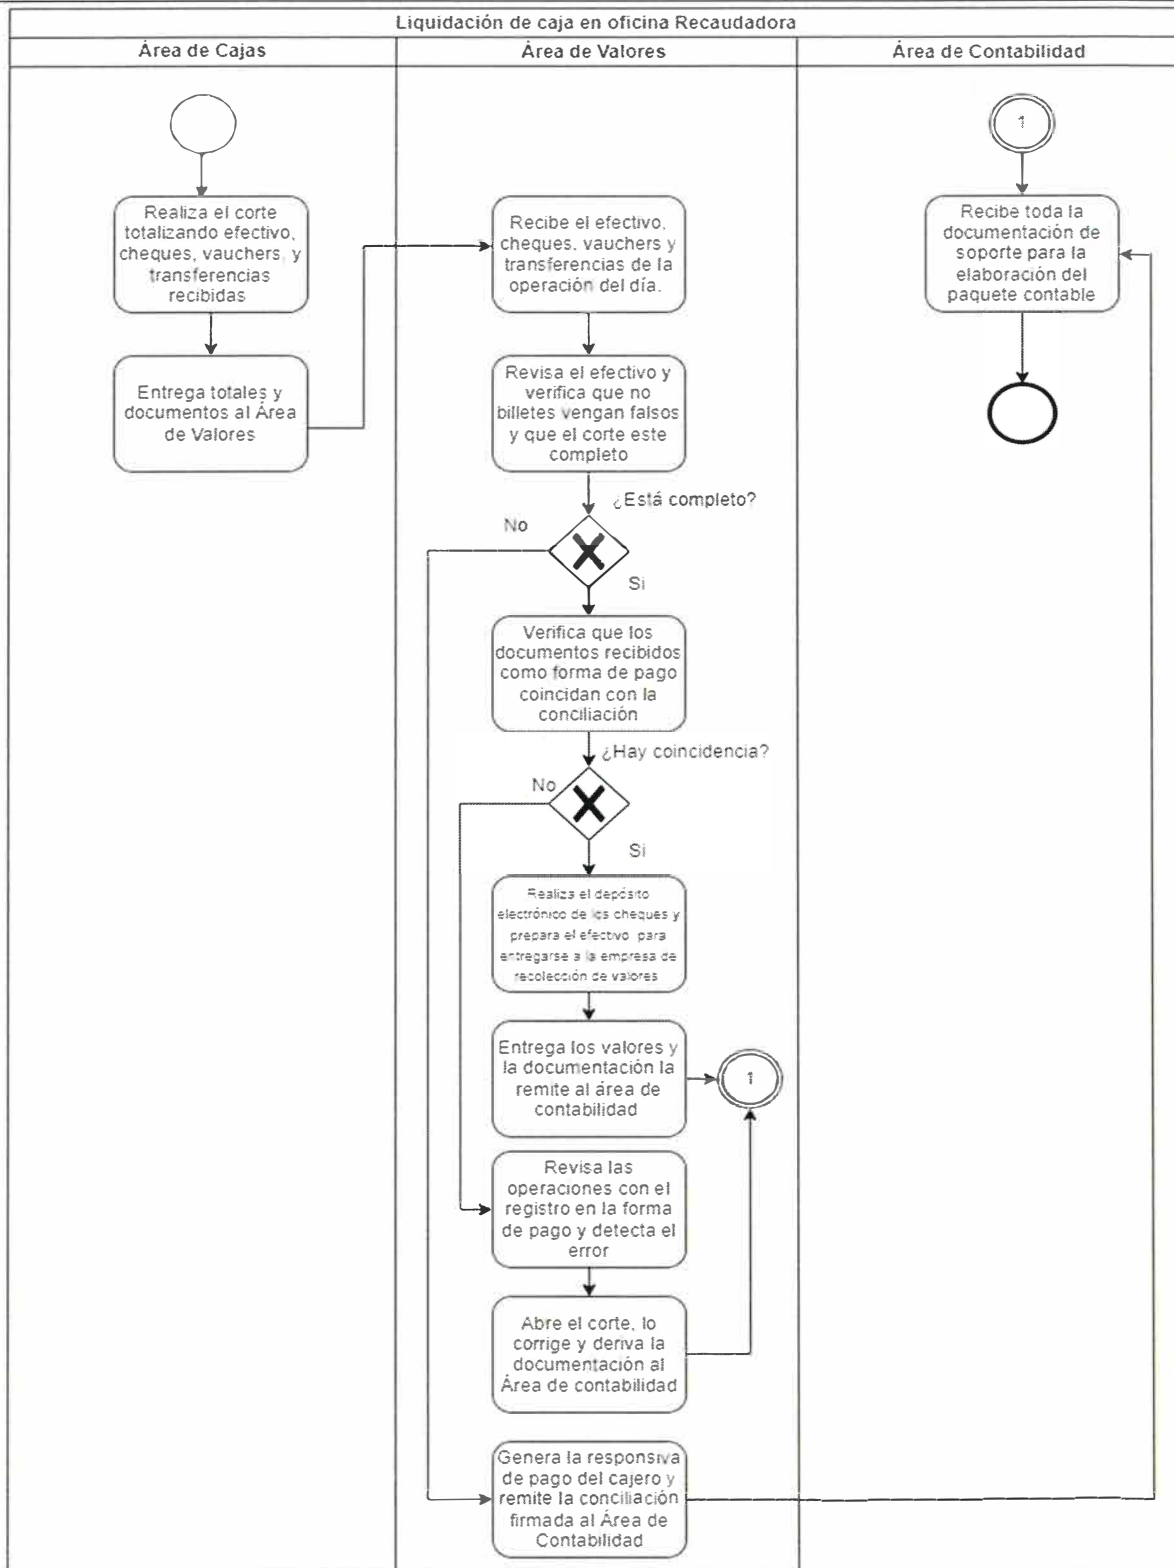 Liquidación de caja en oficina Recaudadora
Área de Cajas
Área de Valores
Área de Contabilidad
1
Realiza el corte
totalizando efectivo,
cheques, vauchers, y
transferencias
recibidas
Recibe el efectivo,
cheques, vauchers y
transferencias de la
operación del día.
Recibe toda la
documentación de
soporte para la
elaboración del
paquete contable
Entrega totales y
documentos al Área
de Valores
Revisa el efectivo y
verifica que no
billetes vengan falsos
y que el corte este
completo
¿Está completo?
No
Si
Verifica que los
documentos recibidos
como forma de pago
coincidan con la
conciliación
¿Hay coincidencia?
No
Si
Realiza el depósito
electrónico de los cheques y
prepara el efectivo para
entregarse a la empresa de
recolección de valores
Entrega los valores y
la documentación la
remite al área de
contabilidad
1
Revisa las
operaciones con el
registro en la forma
de pago y detecta el
error
Abre el corte, lo
corrige y deriva la
documentación al
Área de contabilidad
Genera la responsiva
de pago del cajero y
remite la conciliación
firmada al Área de
Contabilidad